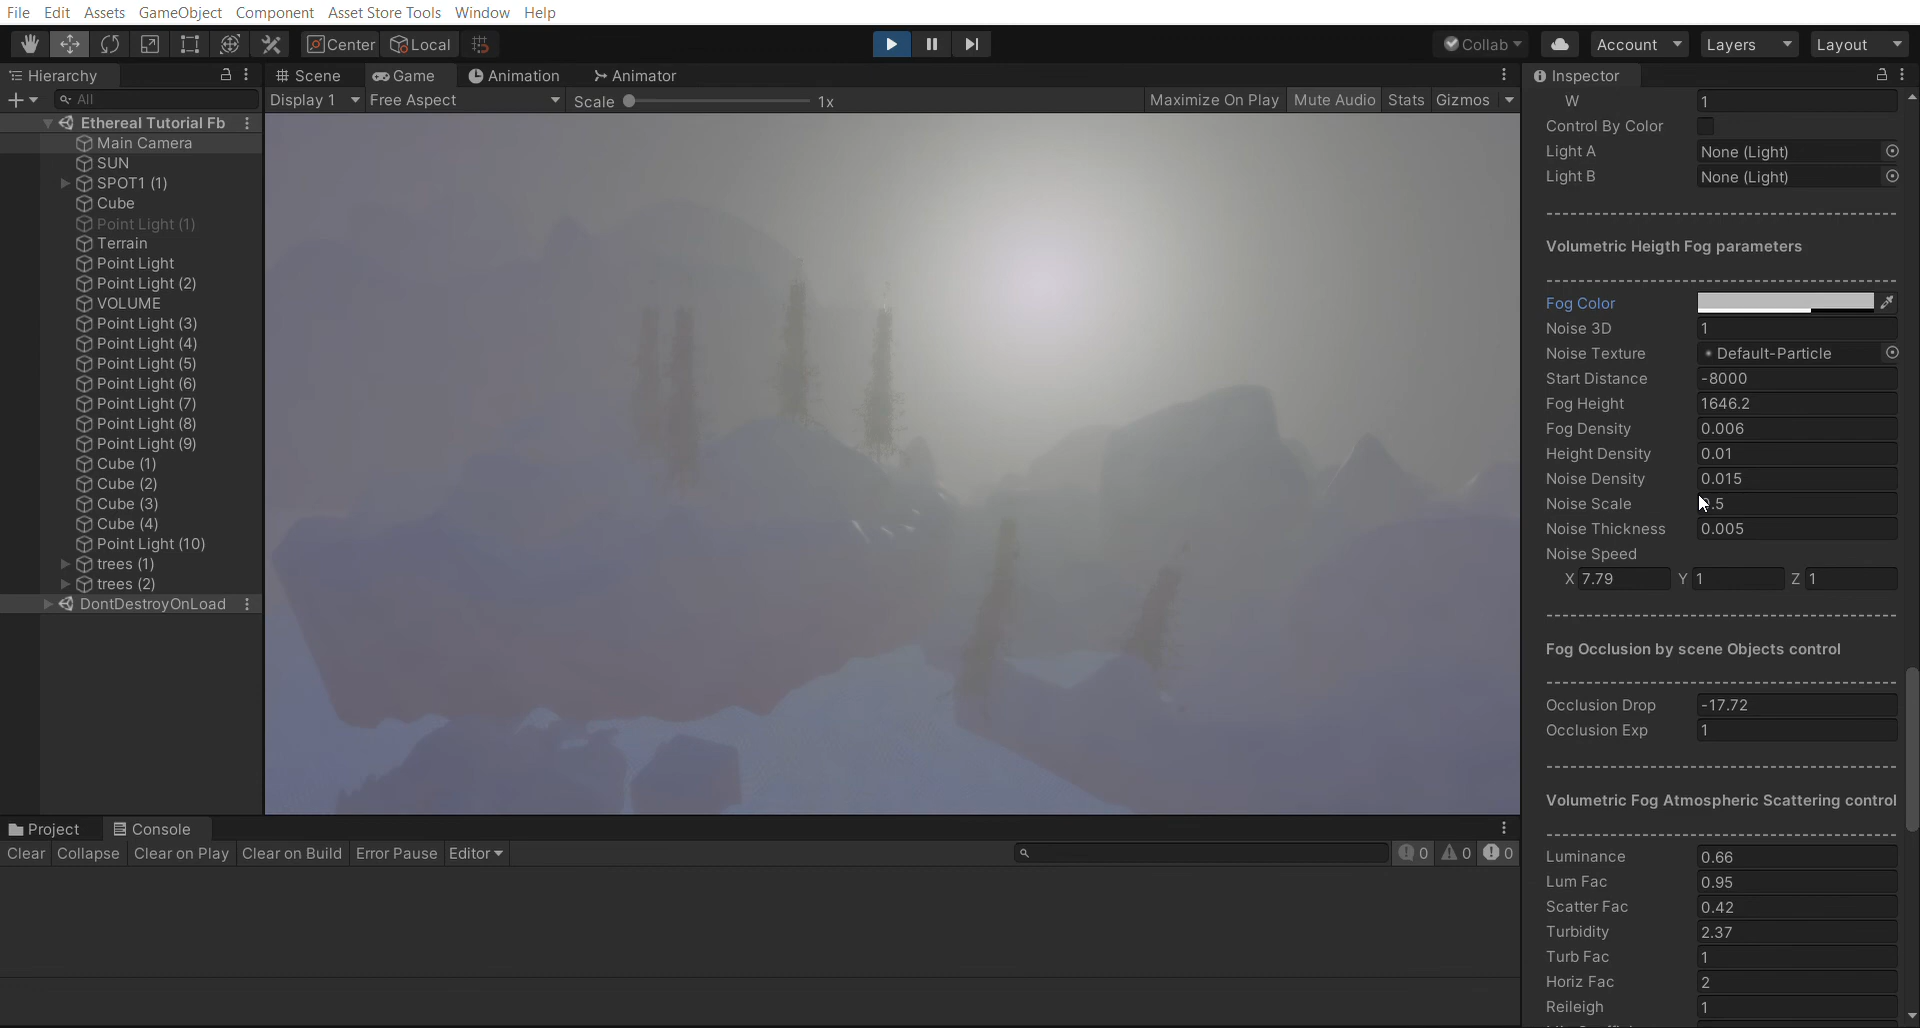 File Edit Assets GameObject Component Asset Store Tools Window Help
Center Local Collab Account Layers Layout
Hierarchy
All
Ethereal Tutorial Fb
Main Camera
SUN
SPOT1 (1)
Cube
Point Light (1)
Terrain
Point Light
Point Light (2)
VOLUME
Point Light (3)
Point Light (4)
Point Light (5)
Point Light (6)
Point Light (7)
Point Light (8)
Point Light (9)
Cube (1)
Cube (2)
Cube (3)
Cube (4)
Point Light (10)
trees (1)
trees (2)
DontDestroyOnLoad
Scene Game Animation Animator
Display 1 Free Aspect Scale 1x Maximize On Play Mute Audio Stats Gizmos
Project Console
Clear Collapse Clear on Play Clear on Build Error Pause Editor 0 0 0
Inspector
W 1
Control By Color
Light A None (Light)
Light B None (Light)
Volumetric Heigth Fog parameters
Fog Color
Noise 3D 1
Noise Texture Default-Particle
Start Distance -8000
Fog Height 1646.2
Fog Density 0.006
Height Density 0.01
Noise Density 0.015
Noise Scale .5
Noise Thickness 0.005
Noise Speed
X 7.79 Y 1 Z 1
Fog Occlusion by scene Objects control
Occlusion Drop -17.72
Occlusion Exp 1
Volumetric Fog Atmospheric Scattering control
Luminance 0.66
Lum Fac 0.95
Scatter Fac 0.42
Turbidity 2.37
Turb Fac 1
Horiz Fac 2
Reileigh 1